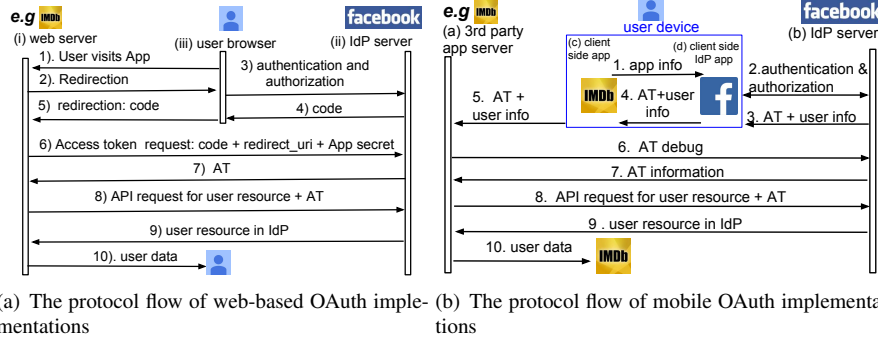 e.g IMDb
facebook
(i) web server
(iii) user browser
(ii) IdP server
1). User visits App
2). Redirection
3) authentication and
authorization
4) code
5) redirection: code
6) Access token request: code + redirect_uri + App secret
7) AT
8) API request for user resource + AT
9) user resource in IdP
10). user data
(a) The protocol flow of web-based OAuth imple-
mentations
e.g IMDb
facebook
(a) 3rd party
app server
user device
(b) IdP server
(c) client
side app
(d) client side
IdP app
1. app info
IMDb
2.authentication &
authorization
4. AT+user
info
3. AT + user info
5. AT +
user info
6. AT debug
7. AT information
8. API request for user resource + AT
9 . user resource in IdP
10. user data
IMDb
(b) The protocol flow of mobile OAuth implementa
tions